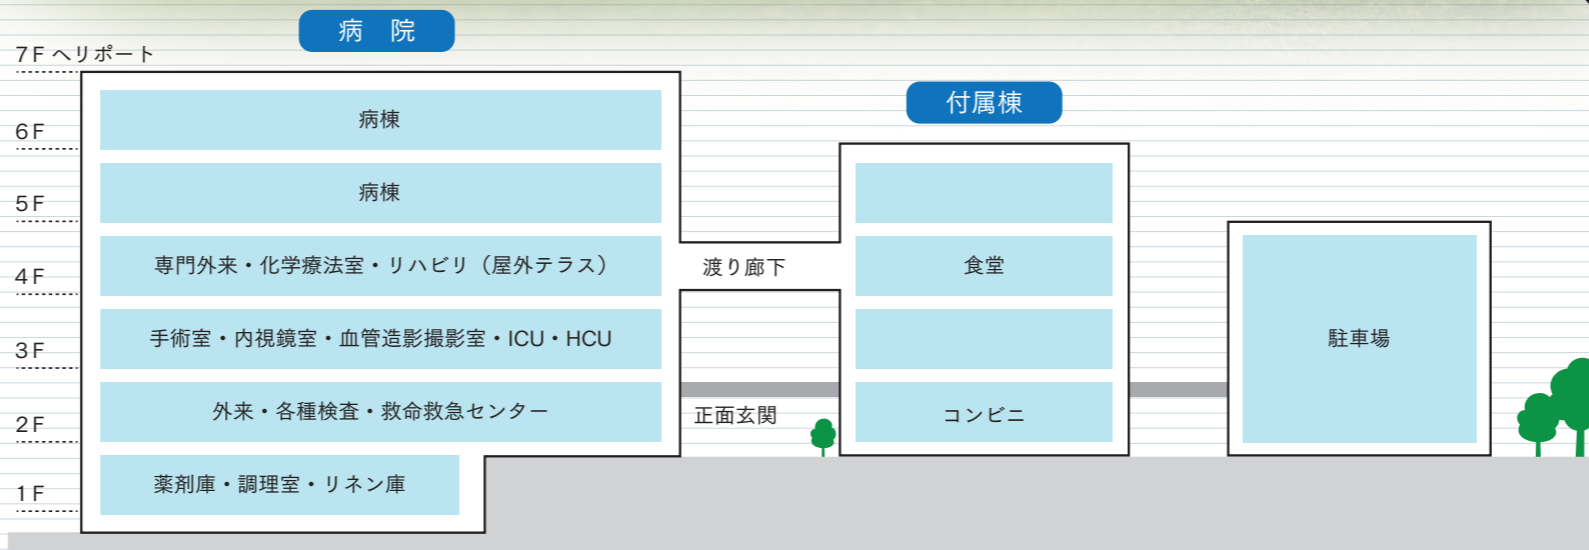 病 院
7F ヘリポート
付属棟
6F
病棟
5F
病棟
4F
専門外来・化学療法室・リハビリ（屋外テラス）
渡り廊下
食堂
3F
手術室・内視鏡室・血管造影撮影室・ICU・HCU
駐車場
2F
外来・各種検査・救命救急センター
正面玄関
コンビニ
1F
薬剤庫・調理室・リネン庫